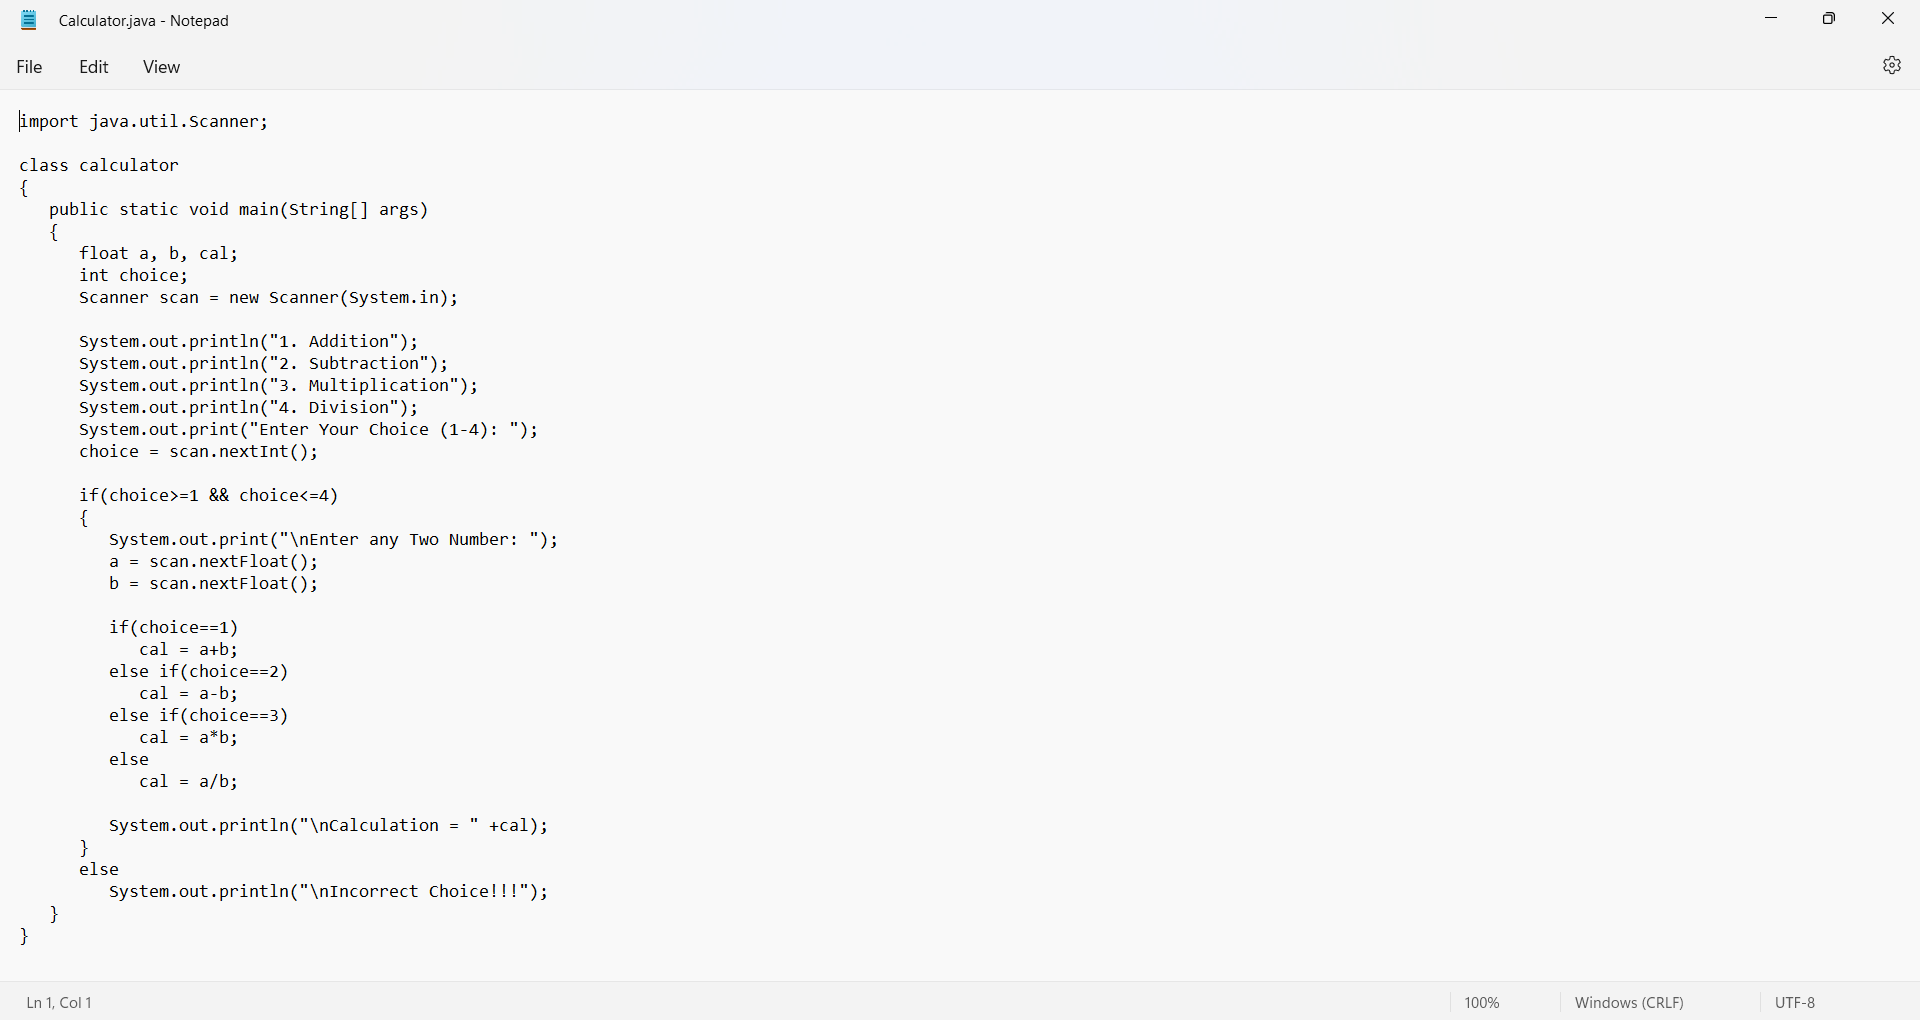 Calculator.java - Notepad
File Edit View
import java.util.Scanner;

class calculator
{
   public static void main(String[] args)
   {
      float a, b, cal;
      int choice;
      Scanner scan = new Scanner(System.in);

      System.out.println("1. Addition");
      System.out.println("2. Subtraction");
      System.out.println("3. Multiplication");
      System.out.println("4. Division");
      System.out.print("Enter Your Choice (1-4): ");
      choice = scan.nextInt();

      if(choice>=1 && choice<=4)
      {
         System.out.print("\nEnter any Two Number: ");
         a = scan.nextFloat();
         b = scan.nextFloat();

         if(choice==1)
            cal = a+b;
         else if(choice==2)
            cal = a-b;
         else if(choice==3)
            cal = a*b;
         else
            cal = a/b;

         System.out.println("\nCalculation = " +cal);
      }
      else
         System.out.println("\nIncorrect Choice!!!");
   }
}
Ln 1, Col 1 100% Windows (CRLF) UTF-8